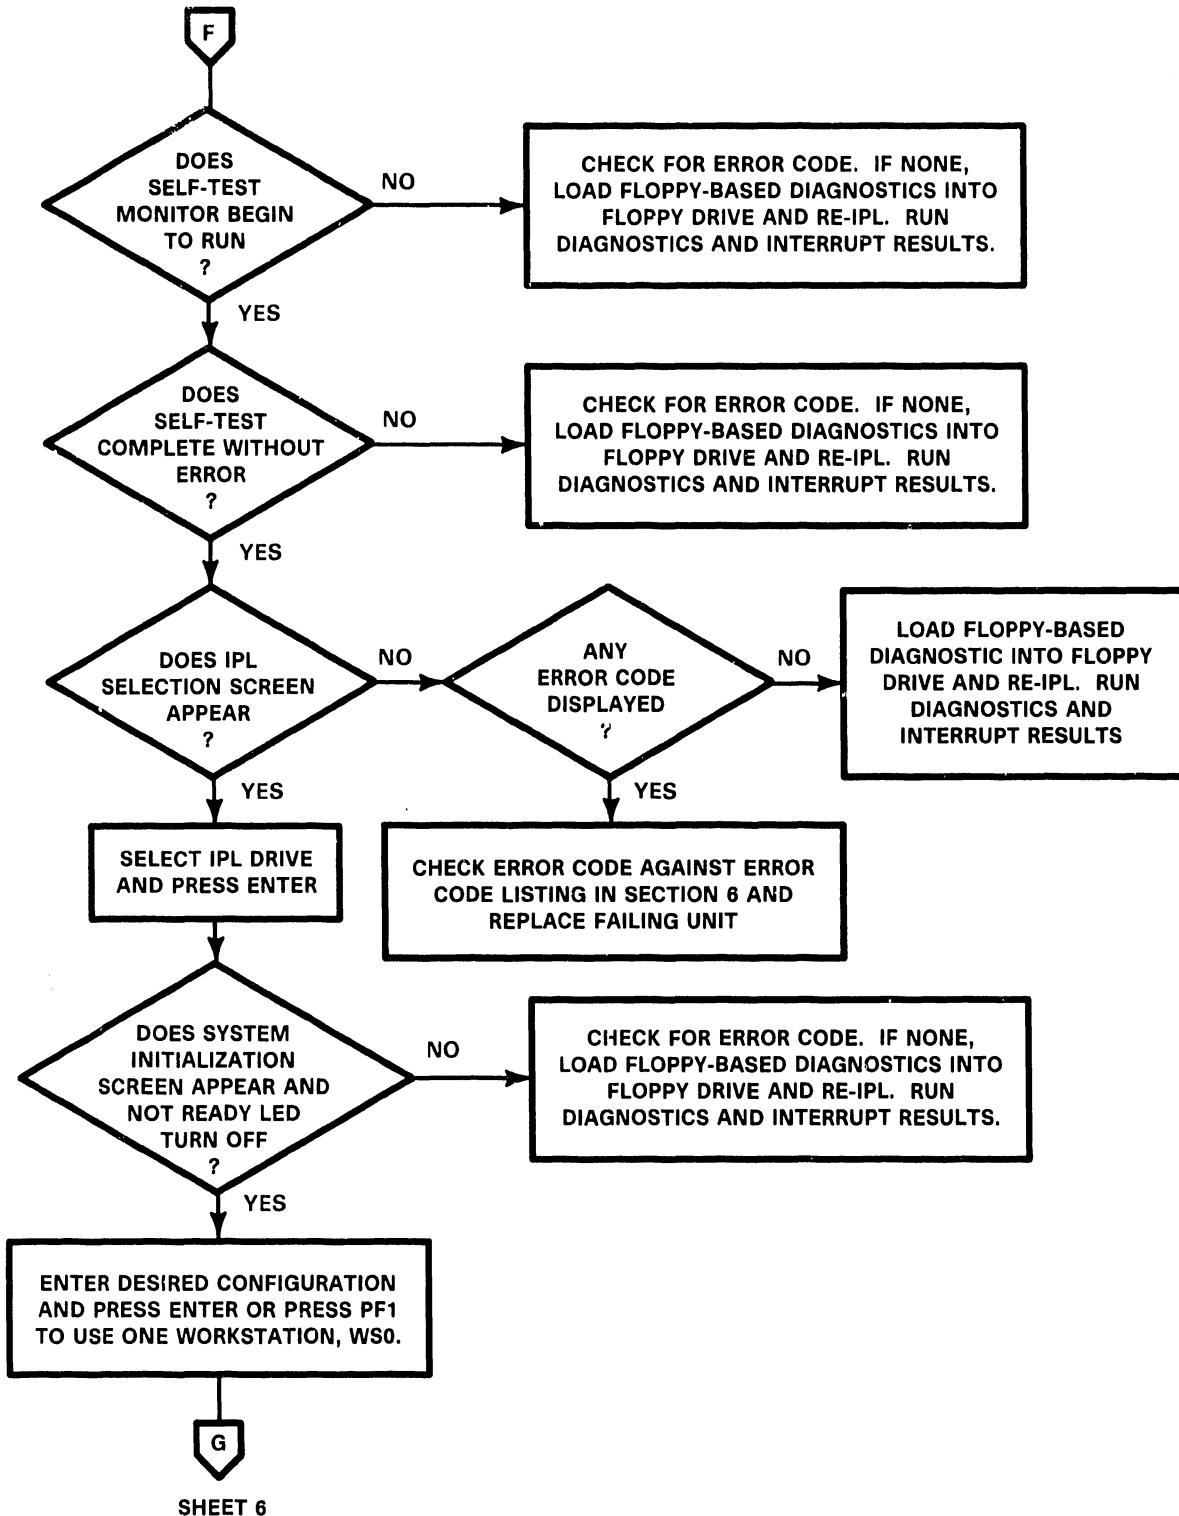 F
DOES
SELF-TEST
MONITOR BEGIN
TO RUN
?
NO
CHECK FOR ERROR CODE. IF NONE,
LOAD FLOPPY-BASED DIAGNOSTICS INTO
FLOPPY DRIVE AND RE-IPL. RUN
DIAGNOSTICS AND INTERRUPT RESULTS.
YES
DOES
SELF-TEST
COMPLETE WITHOUT
ERROR
?
NO
CHECK FOR ERROR CODE. IF NONE,
LOAD FLOPPY-BASED DIAGNOSTICS INTO
FLOPPY DRIVE AND RE-IPL. RUN
DIAGNOSTICS AND INTERRUPT RESULTS.
YES
DOES IPL
SELECTION SCREEN
APPEAR
?
NO
ANY
ERROR CODE
DISPLAYED
?
NO
LOAD FLOPPY-BASED
DIAGNOSTIC INTO FLOPPY
DRIVE AND RE-IPL. RUN
DIAGNOSTICS AND
INTERRUPT RESULTS
YES
YES
SELECT IPL DRIVE
AND PRESS ENTER
CHECK ERROR CODE AGAINST ERROR
CODE LISTING IN SECTION 6 AND
REPLACE FAILING UNIT
DOES SYSTEM
INITIALIZATION
SCREEN APPEAR AND
NOT READY LED
TURN OFF
?
NO
CHECK FOR ERROR CODE. IF NONE,
LOAD FLOPPY-BASED DIAGNOSTICS INTO
FLOPPY DRIVE AND RE-IPL. RUN
DIAGNOSTICS AND INTERRUPT RESULTS.
YES
ENTER DESIRED CONFIGURATION
AND PRESS ENTER OR PRESS PF1
TO USE ONE WORKSTATION, WS0.
G
SHEET 6